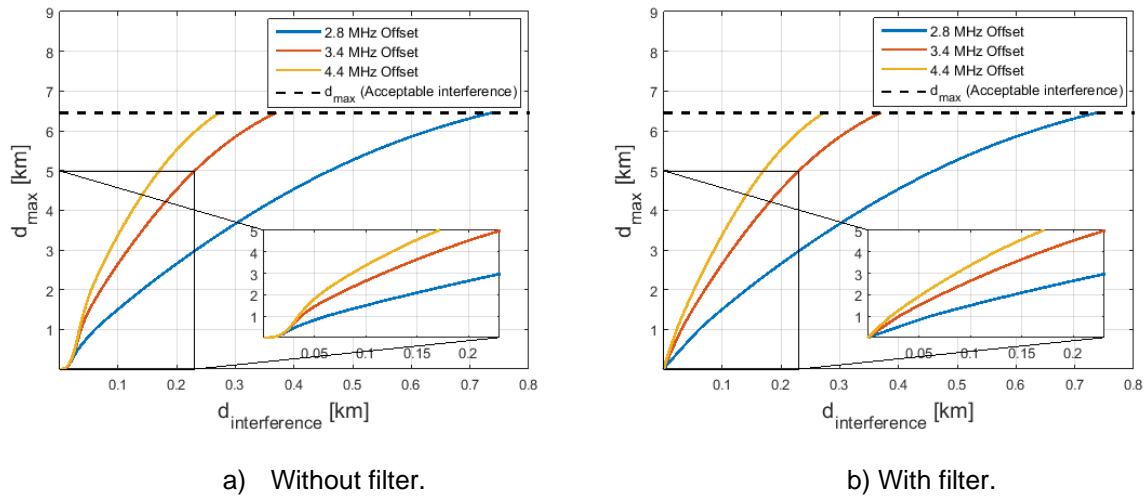 9
8
7
6
5
4
3
2
1
d_max [km]
2.8 MHz Offset
3.4 MHz Offset
4.4 MHz Offset
d_max (Acceptable interference)
5
4
3
2
1
0.05 0.1 0.15 0.2
0.1 0.2 0.3 0.4 0.5 0.6 0.7 0.8
d_interference [km]
a) Without filter.
9
8
7
6
5
4
3
2
1
d_max [km]
2.8 MHz Offset
3.4 MHz Offset
4.4 MHz Offset
d_max (Acceptable interference)
5
4
3
2
1
0.05 0.1 0.15 0.2
0.1 0.2 0.3 0.4 0.5 0.6 0.7 0.8
d_interference [km]
b) With filter.